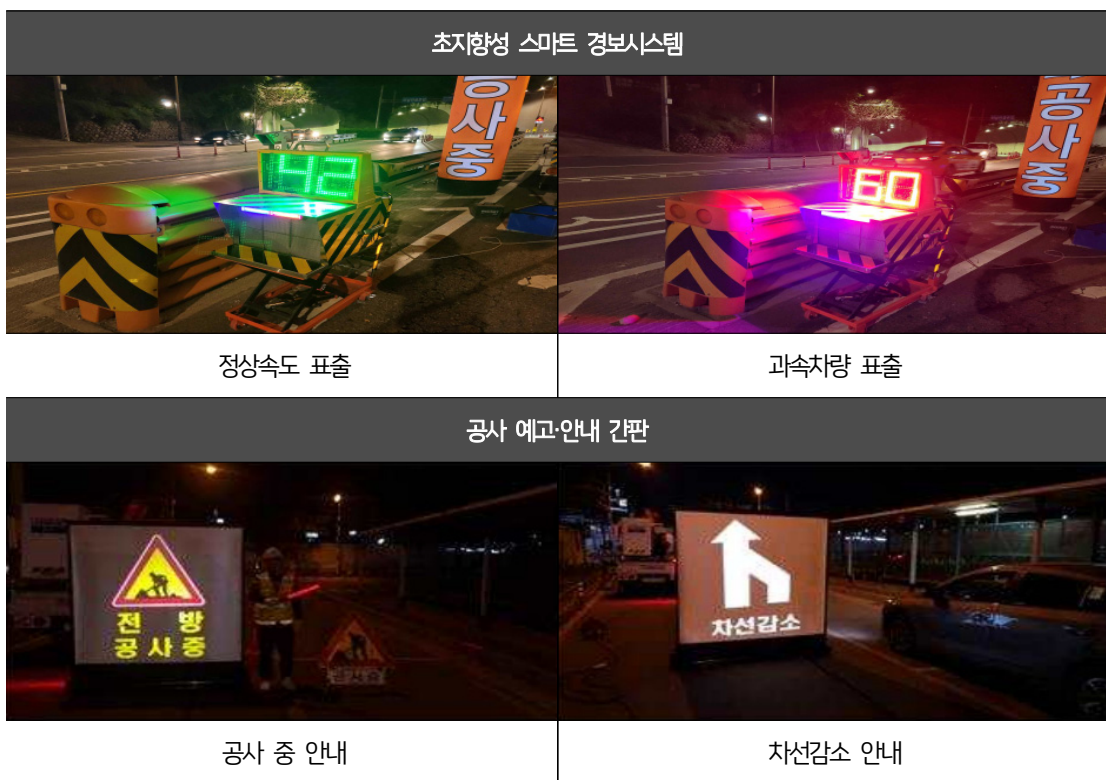 초지향성 스마트 경보시스템
42
공사중
60
공사중
정상속도 표출
과속차량 표출
공사 예고·안내 간판
전 방
공사중
공사중
차선감소
공사 중 안내
차선감소 안내